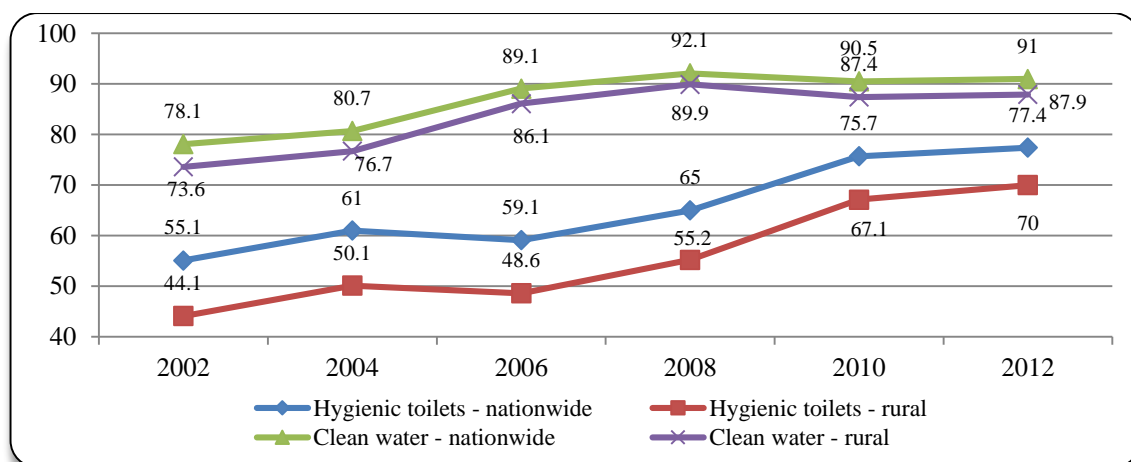 100
90
80
70
60
50
40
78.1 80.7 89.1 92.1 90.5 91
73.6 76.7 86.1 89.9 87.4 87.9
55.1 61 59.1 65 75.7 77.4
44.1 50.1 48.6 55.2 67.1 70
2002 2004 2006 2008 2010 2012
Hygienic toilets - nationwide Hygienic toilets - rural
Clean water - nationwide Clean water - rural